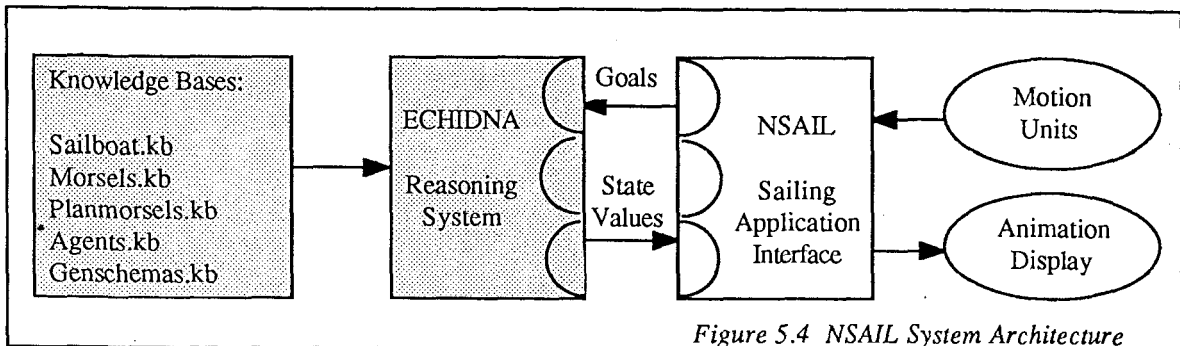 Knowledge Bases:
Sailboat.kb
Morsels.kb
Planmorsels.kb
Agents.kb
Genschemas.kb
ECHIDNA
Reasoning
System
Goals
State
Values
NSAIL
Sailing
Application
Interface
Motion
Units
Animation
Display
Figure 5.4 NSAIL System Architecture